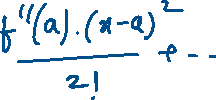 f''(a).(x-a)²
/ 2! + --